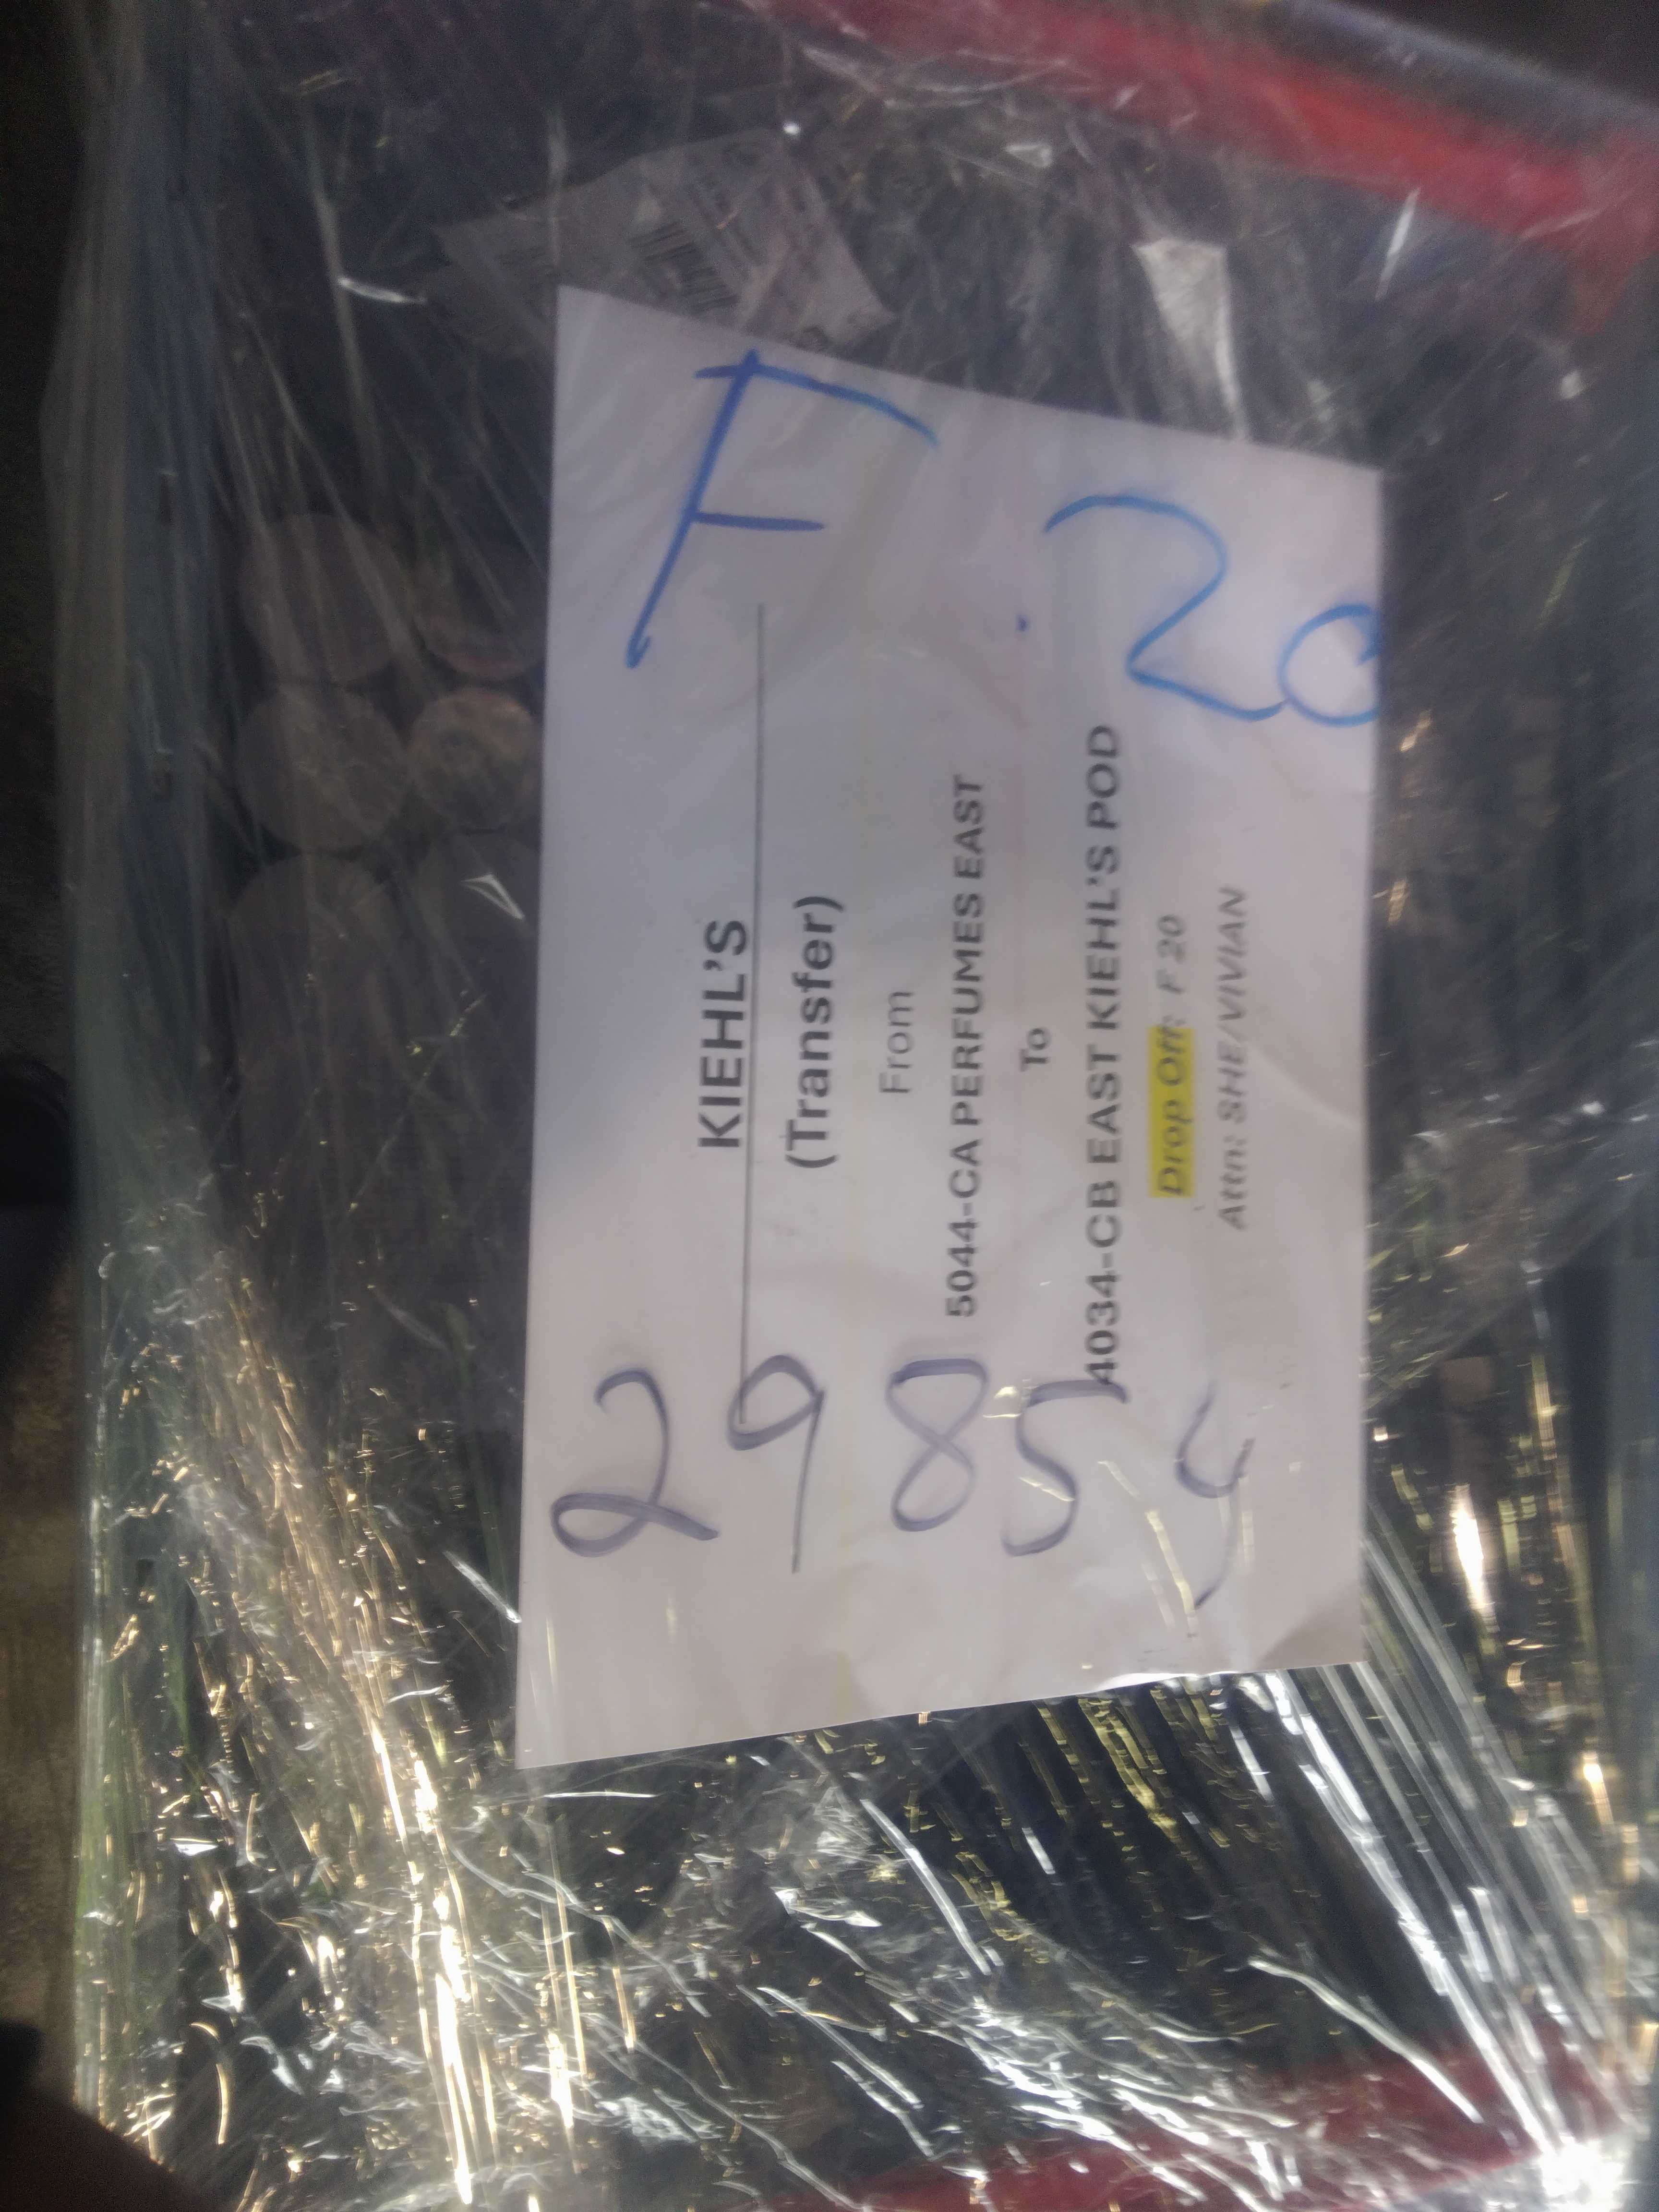 F.20
KIEHL'S
(Transfer)
From
5044-CA PERFUMES EAST
To
4034-CB EAST KIEHL'S POD
Drop Off: F 20
Attn: SHE/VIVIAN
2985